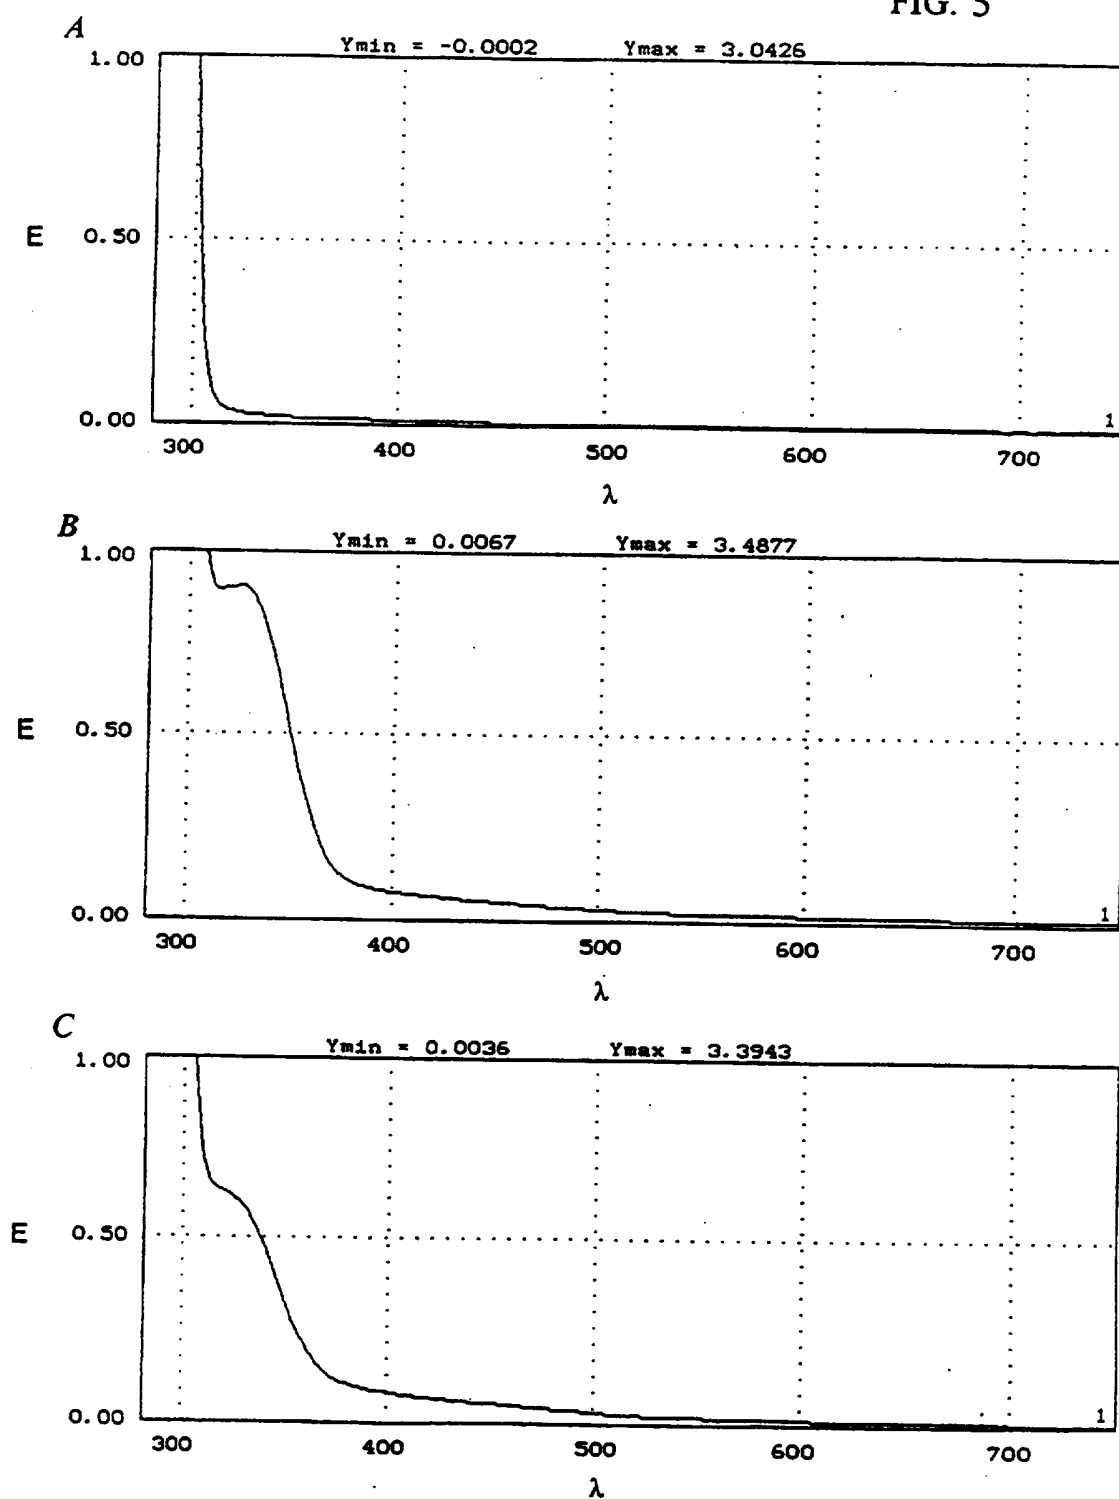 FIG. 5
A
Ymin = -0.0002 Ymax = 3.0426
1.00
E 0.50
0.00
1
300 400 500 600 700
λ
B
Ymin = 0.0067 Ymax = 3.4877
1.00
E 0.50
0.00
1
300 400 500 600 700
λ
C
Ymin = 0.0036 Ymax = 3.3943
1.00
E 0.50
0.00
1
300 400 500 600 700
λ